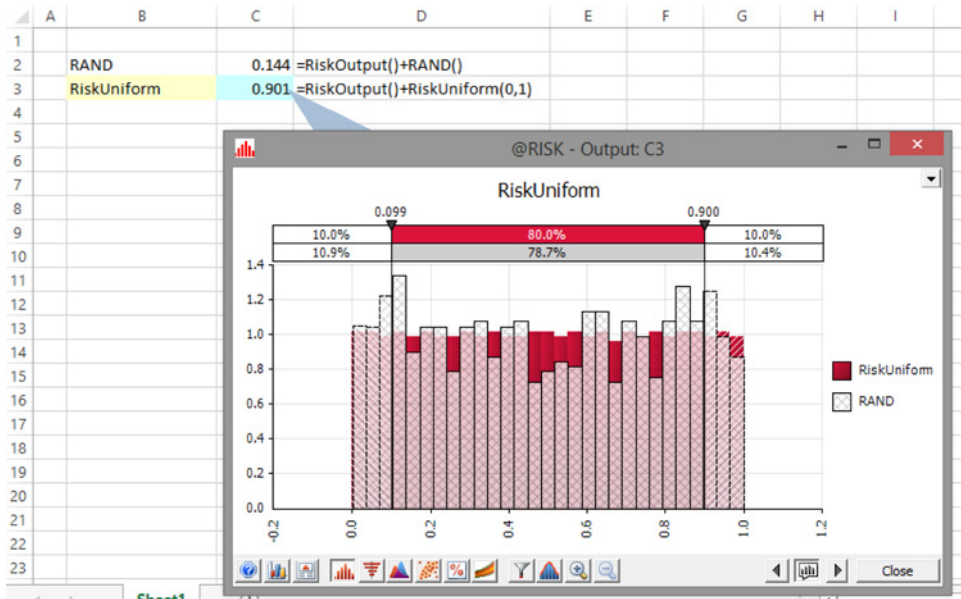 A B C D E F G H I
1
2 RAND 0.144 =RiskOutput()+RAND()
3 RiskUniform 0.901 =RiskOutput()+RiskUniform(0,1)
4
5
@RISK - Output: C3
6
7
RiskUniform
8
0.099 0.900
9
10.0% 80.0% 10.0%
10
10.9% 78.7% 10.4%
1.4
11
12
1.2
13
1.0
14
0.8
15
RiskUniform
16
0.6
RAND
17
18
0.4
19
0.2
20
0.0
21
-0.2 0.0 0.2 0.4 0.6 0.8 1.0 1.2
22
23
Close
Sheet1